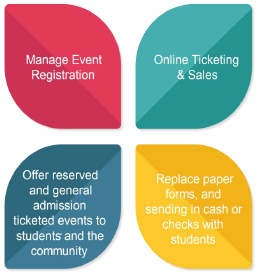 Manage Event
Registration
Online Ticketing
& Sales
Offer reserved
and general
admission
ticketed events to
students and the
community
Replace paper
forms, and
sending in cash or
checks with
students